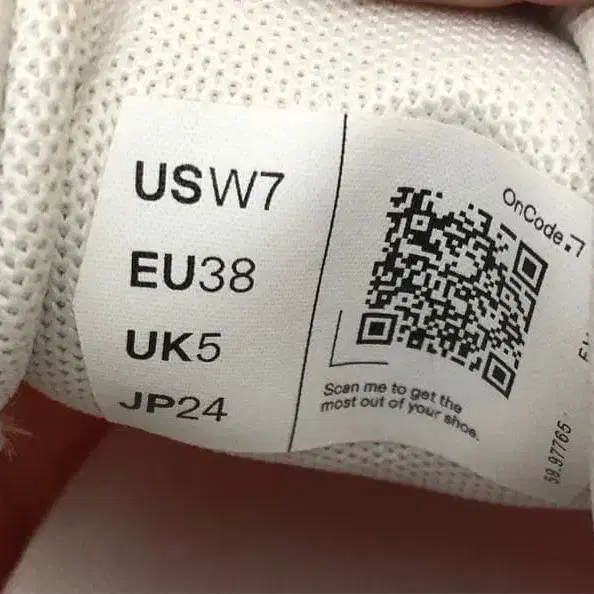 USW7
EU38
UK5
JP24
OnCode
Scan me to get the
most out of your shoe.
59.97765